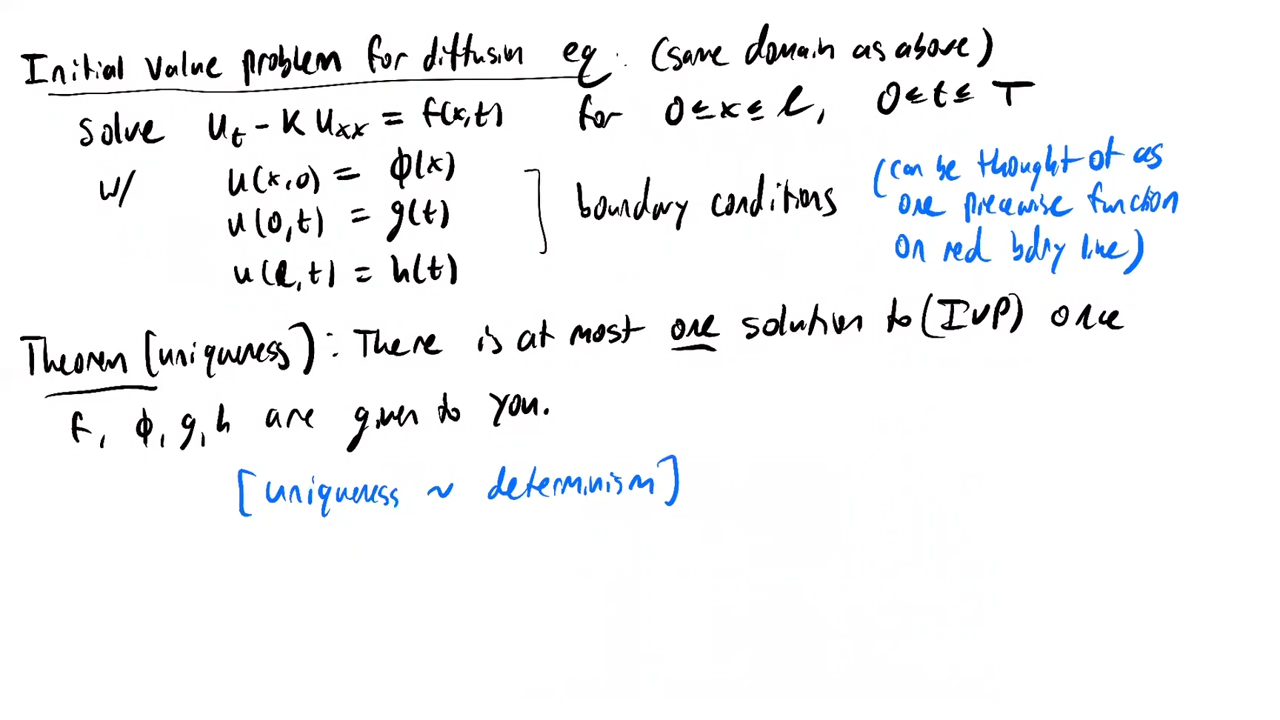 Initial value problem for diffusion eq. (same domain as above)
solve u_t - k u_xx = f(x,t) for 0 ≤ x ≤ l, 0 ≤ t ≤ T
w/ u(x,0) = ϕ(x)
u(0,t) = g(t)
u(l,t) = h(t)
] boundary conditions
(can be thought of as
one piecewise function
on red bdry line)
Theorem [uniqueness]: There is at most one solution to (IVP) once
f, ϕ, g, h are given to you.
[uniqueness ~ determinism]